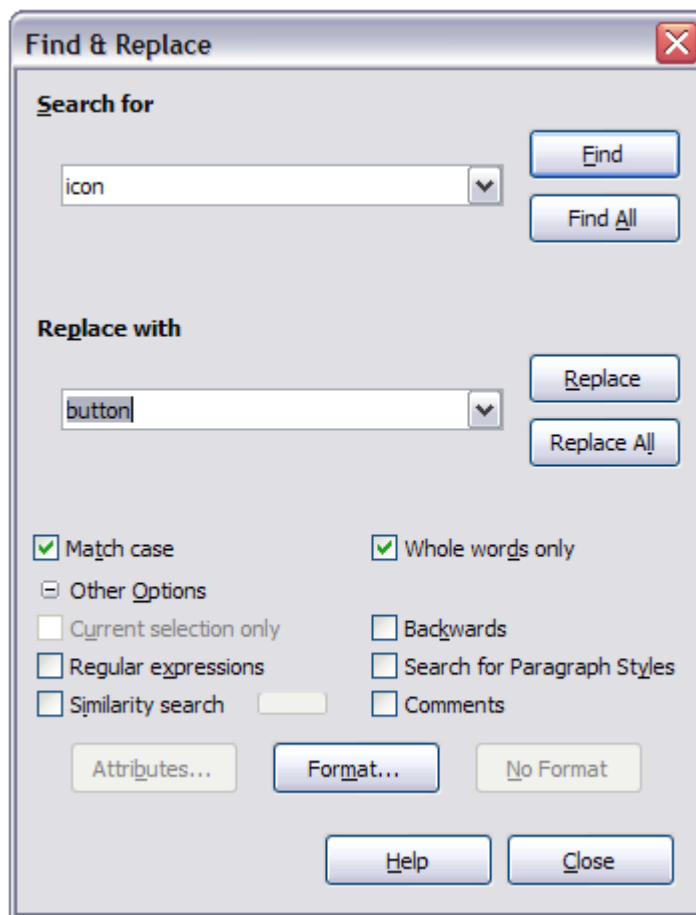 Find & Replace
Search for
icon
Find
Find All
Replace with
button
Replace
Replace All
Match case
Whole words only
Other Options
Current selection only
Backwards
Regular expressions
Search for Paragraph Styles
Similarity search
Comments
Attributes...
Format...
No Format
Help
Close